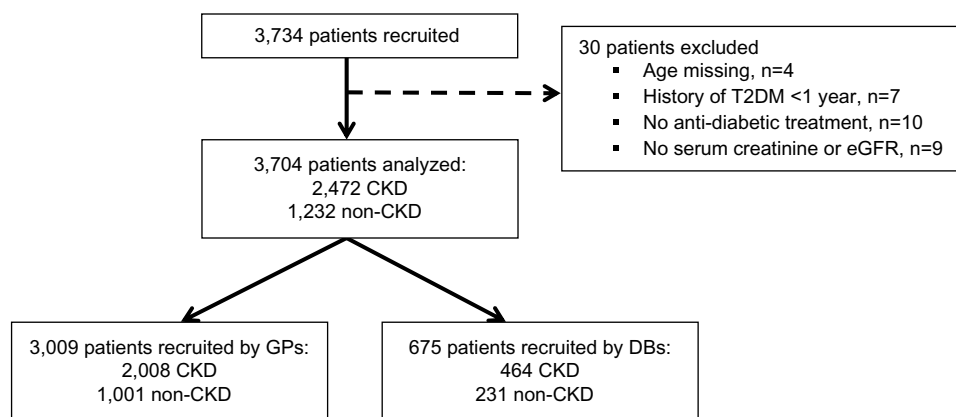 3,734 patients recruited
30 patients excluded
▪ Age missing, n=4
▪ History of T2DM <1 year, n=7
▪ No anti-diabetic treatment, n=10
▪ No serum creatinine or eGFR, n=9
3,704 patients analyzed:
2,472 CKD
1,232 non-CKD
3,009 patients recruited by GPs:
2,008 CKD
1,001 non-CKD
675 patients recruited by DBs:
464 CKD
231 non-CKD